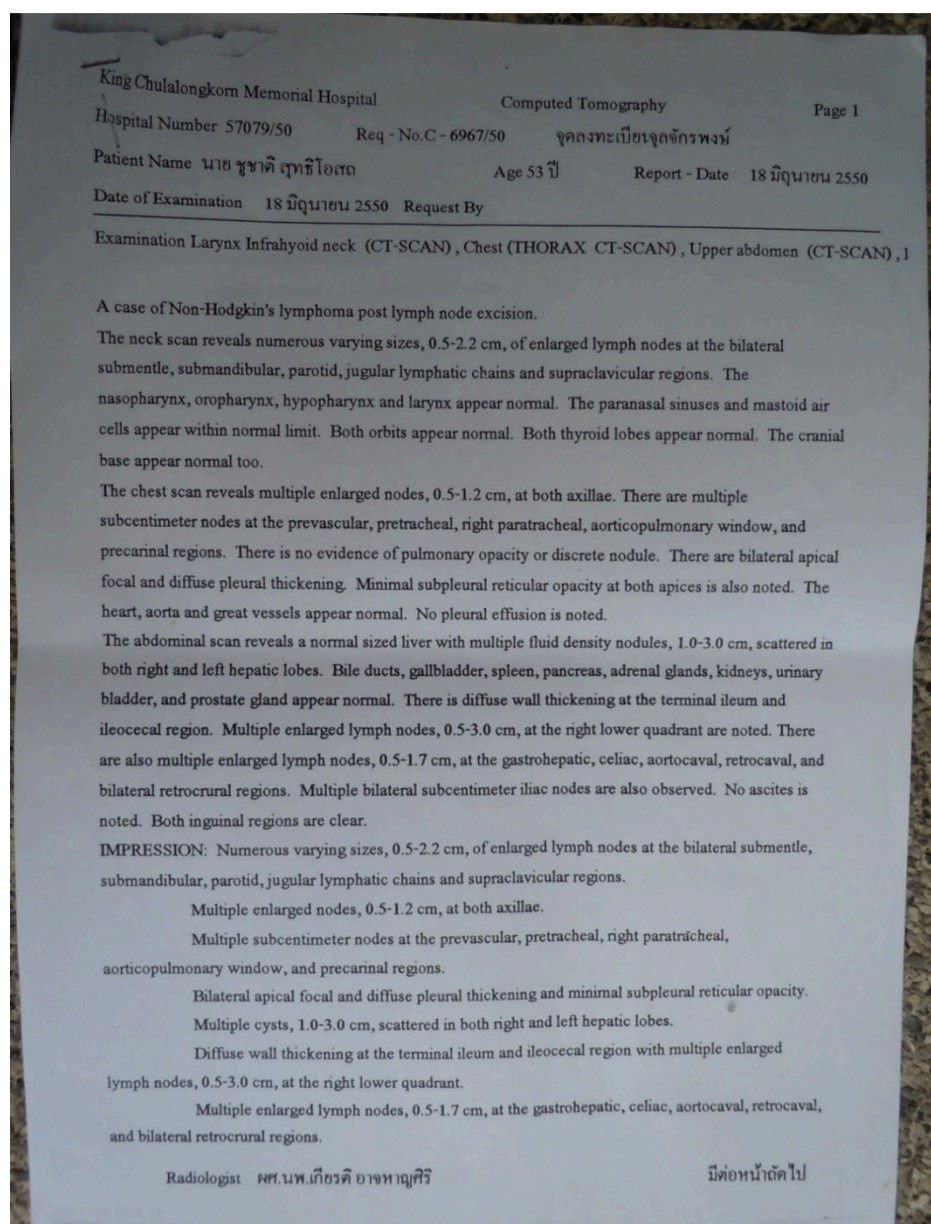 King Chulalongkorn Memorial Hospital Computed Tomography Page 1
Hospital Number 57079/50 Req - No.C - 6967/50 จุดลงทะเบียนจุลจักรพงษ์
Patient Name นาย ชูชาติ สุทธิโอสถ Age 53 ปี Report - Date 18 มิถุนายน 2550
Date of Examination 18 มิถุนายน 2550 Request By
Examination Larynx Infrahyoid neck (CT-SCAN) , Chest (THORAX CT-SCAN) , Upper abdomen (CT-SCAN) , 1
A case of Non-Hodgkin's lymphoma post lymph node excision.
The neck scan reveals numerous varying sizes, 0.5-2.2 cm, of enlarged lymph nodes at the bilateral
submentle, submandibular, parotid, jugular lymphatic chains and supraclavicular regions. The
nasopharynx, oropharynx, hypopharynx and larynx appear normal. The paranasal sinuses and mastoid air
cells appear within normal limit. Both orbits appear normal. Both thyroid lobes appear normal. The cranial
base appear normal too.
The chest scan reveals multiple enlarged nodes, 0.5-1.2 cm, at both axillae. There are multiple
subcentimeter nodes at the prevascular, pretracheal, right paratracheal, aorticopulmonary window, and
precarinal regions. There is no evidence of pulmonary opacity or discrete nodule. There are bilateral apical
focal and diffuse pleural thickening. Minimal subpleural reticular opacity at both apices is also noted. The
heart, aorta and great vessels appear normal. No pleural effusion is noted.
The abdominal scan reveals a normal sized liver with multiple fluid density nodules, 1.0-3.0 cm, scattered in
both right and left hepatic lobes. Bile ducts, gallbladder, spleen, pancreas, adrenal glands, kidneys, urinary
bladder, and prostate gland appear normal. There is diffuse wall thickening at the terminal ileum and
ileocecal region. Multiple enlarged lymph nodes, 0.5-3.0 cm, at the right lower quadrant are noted. There
are also multiple enlarged lymph nodes, 0.5-1.7 cm, at the gastrohepatic, celiac, aortocaval, retrocaval, and
bilateral retrocrural regions. Multiple bilateral subcentimeter iliac nodes are also observed. No ascites is
noted. Both inguinal regions are clear.
IMPRESSION: Numerous varying sizes, 0.5-2.2 cm, of enlarged lymph nodes at the bilateral submentle,
submandibular, parotid, jugular lymphatic chains and supraclavicular regions.
Multiple enlarged nodes, 0.5-1.2 cm, at both axillae.
Multiple subcentimeter nodes at the prevascular, pretracheal, right paratracheal,
aorticopulmonary window, and precarinal regions.
Bilateral apical focal and diffuse pleural thickening and minimal subpleural reticular opacity.
Multiple cysts, 1.0-3.0 cm, scattered in both right and left hepatic lobes.
Diffuse wall thickening at the terminal ileum and ileocecal region with multiple enlarged
lymph nodes, 0.5-3.0 cm, at the right lower quadrant.
Multiple enlarged lymph nodes, 0.5-1.7 cm, at the gastrohepatic, celiac, aortocaval, retrocaval,
and bilateral retrocrural regions.
Radiologist ผศ.นพ.เกียรติ อาจหาญศิริ มีต่อหน้าถัดไป